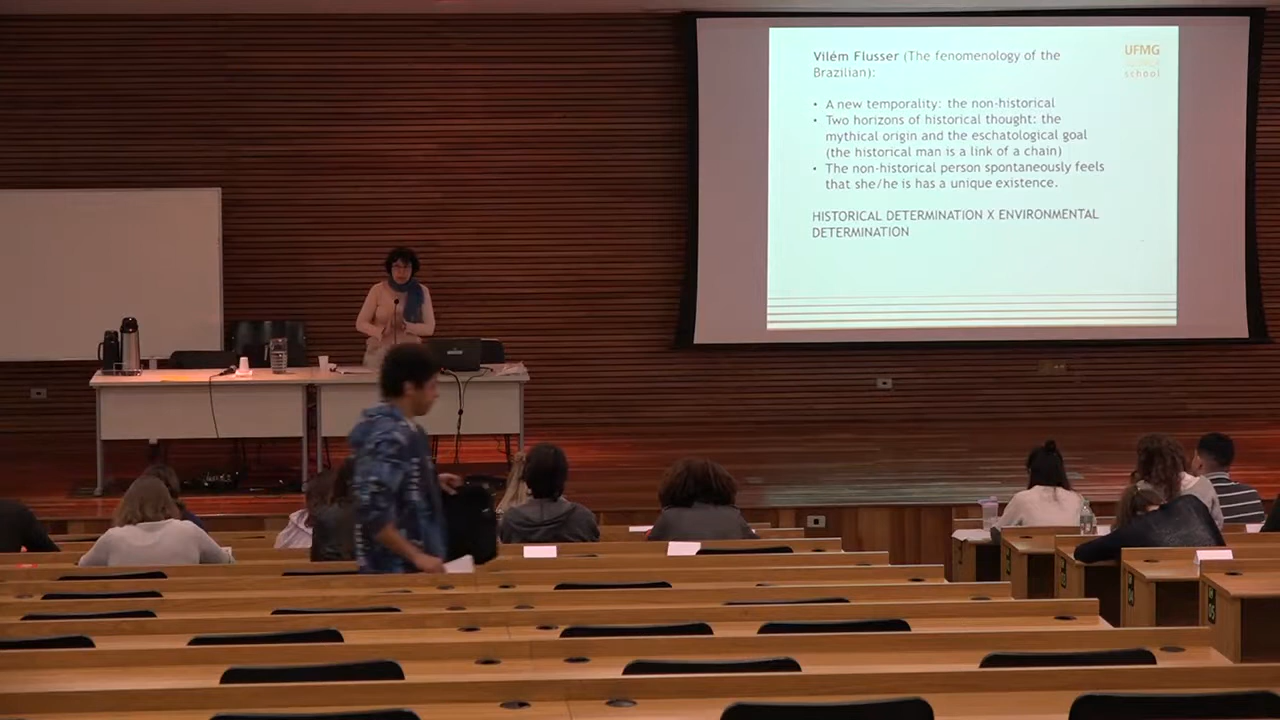 Vilém Flusser (The fenomenology of the
Brazilian):
• A new temporality: the non-historical
• Two horizons of historical thought: the
mythical origin and the eschatological goal
(the historical man is a link of a chain)
• The non-historical person spontaneously feels
that she/he is has a unique existence.
HISTORICAL DETERMINATION X ENVIRONMENTAL
DETERMINATION
UFMG
school